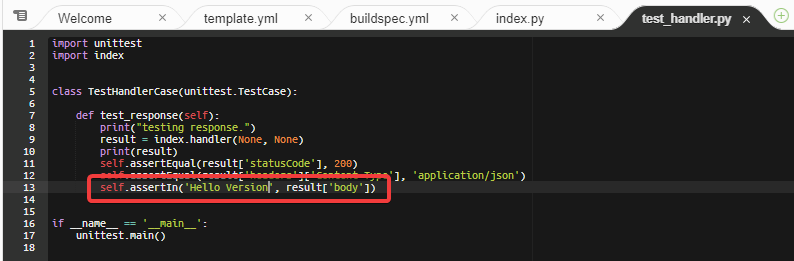 Welcome × template.yml × buildspec.yml × index.py × test_handler.py ×
1 import unittest
2 import index
3
4
5 class TestHandlerCase(unittest.TestCase):
6
7     def test_response(self):
8         print("testing response.")
9         result = index.handler(None, None)
10         print(result)
11         self.assertEqual(result['statusCode'], 200)
12         self.assertEqual(result['headers']['Content-Type'], 'application/json')
13         self.assertIn('Hello Version', result['body'])
14
15
16 if __name__ == '__main__':
17     unittest.main()
18